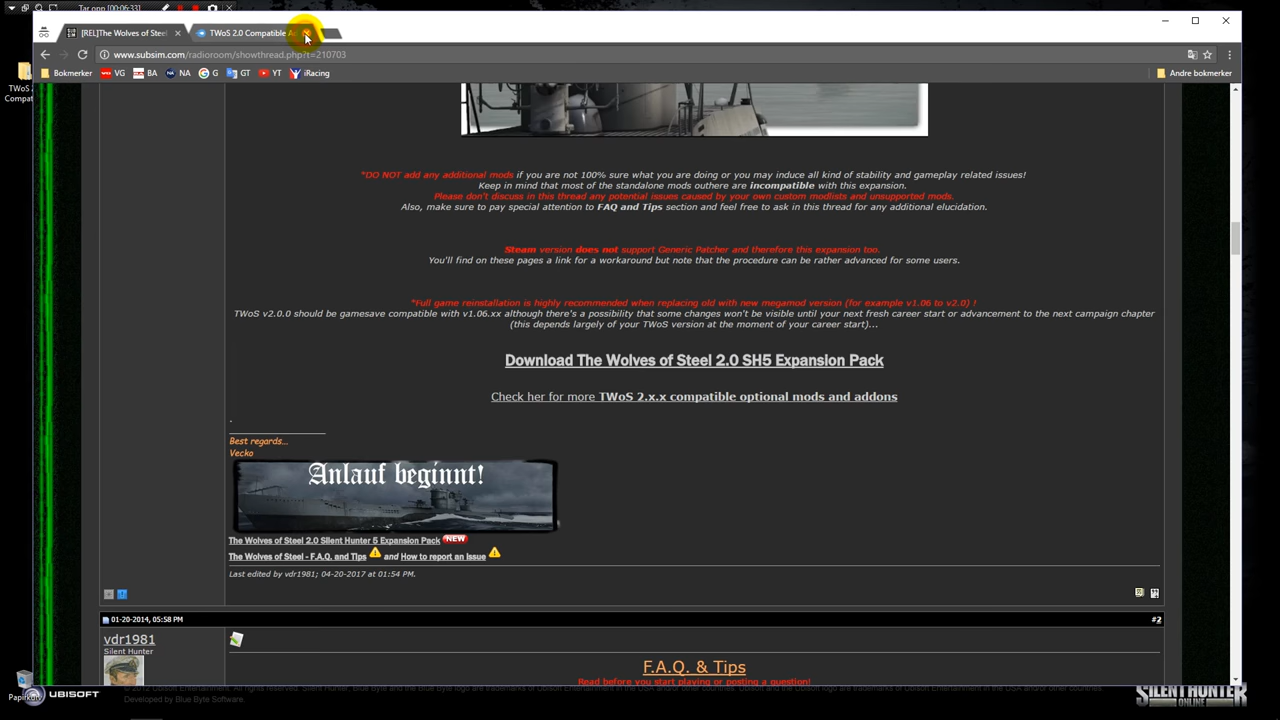 Tar opp [00:06:33]
[REL]The Wolves of Steel
TWoS 2.0 Compatible
www.subsim.com/radioroom/showthread.php?t=210703
Bokmerker VG BA NA G GT YT iRacing Andre bokmerker
TWoS
Compat
*DO NOT add any additional mods if you are not 100% sure what you are doing or you may induce all kind of stability and gameplay related issues!
Keep in mind that most of the standalone mods outhere are incompatible with this expansion.
Please don't discuss in this thread any potential issues caused by your own custom modlists and unsupported mods.
Also, make sure to pay special attention to FAQ and Tips section and feel free to ask in this thread for any additional elucidation.
Steam version does not support Generic Patcher and therefore this expansion too.
You'll find on these pages a link for a workaround but note that the procedure can be rather advanced for some users.
*Full game reinstallation is highly recommended when replacing old with new megamod version (for example v1.06 to v2.0) !
TWoS v2.0.0 should be gamesave compatible with v1.06.xx although there's a possibility that some changes won't be visible until your next fresh career start or advancement to the next campaign chapter
(this depends largely of your TWoS version at the moment of your career start)...
Download The Wolves of Steel 2.0 SH5 Expansion Pack
Check her for more TWoS 2.x.x compatible optional mods and addons
.
Best regards...
Vecko
Anlauf beginnt!
The Wolves of Steel 2.0 Silent Hunter 5 Expansion Pack NEW
The Wolves of Steel - F.A.Q. and Tips and How to report an Issue
Last edited by vdr1981; 04-20-2017 at 01:54 PM.
01-20-2014, 05:58 PM #2
vdr1981
Silent Hunter
F.A.Q. & Tips
Read before you start playing or posting a question!
UBISOFT
Developed by Blue Byte Software.
SILENT HUNTER
ONLINE